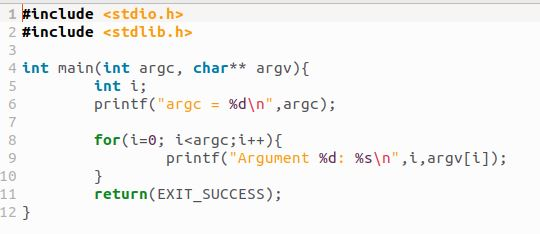 1 #include <stdio.h>
2 #include <stdlib.h>
3
4 int main(int argc, char** argv){
5         int i;
6         printf("argc = %d\n",argc);
7
8         for(i=0; i<argc;i++){
9                 printf("Argument %d: %s\n",i,argv[i]);
10         }
11         return(EXIT_SUCCESS);
12 }